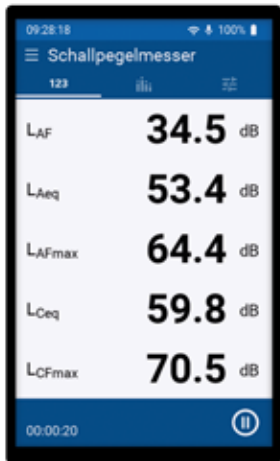 09:28:18 100%
Schallpegelmesser
123
LAF 34.5 dB
LAeq 53.4 dB
LAFmax 64.4 dB
LCeq 59.8 dB
LCFmax 70.5 dB
00:00:20